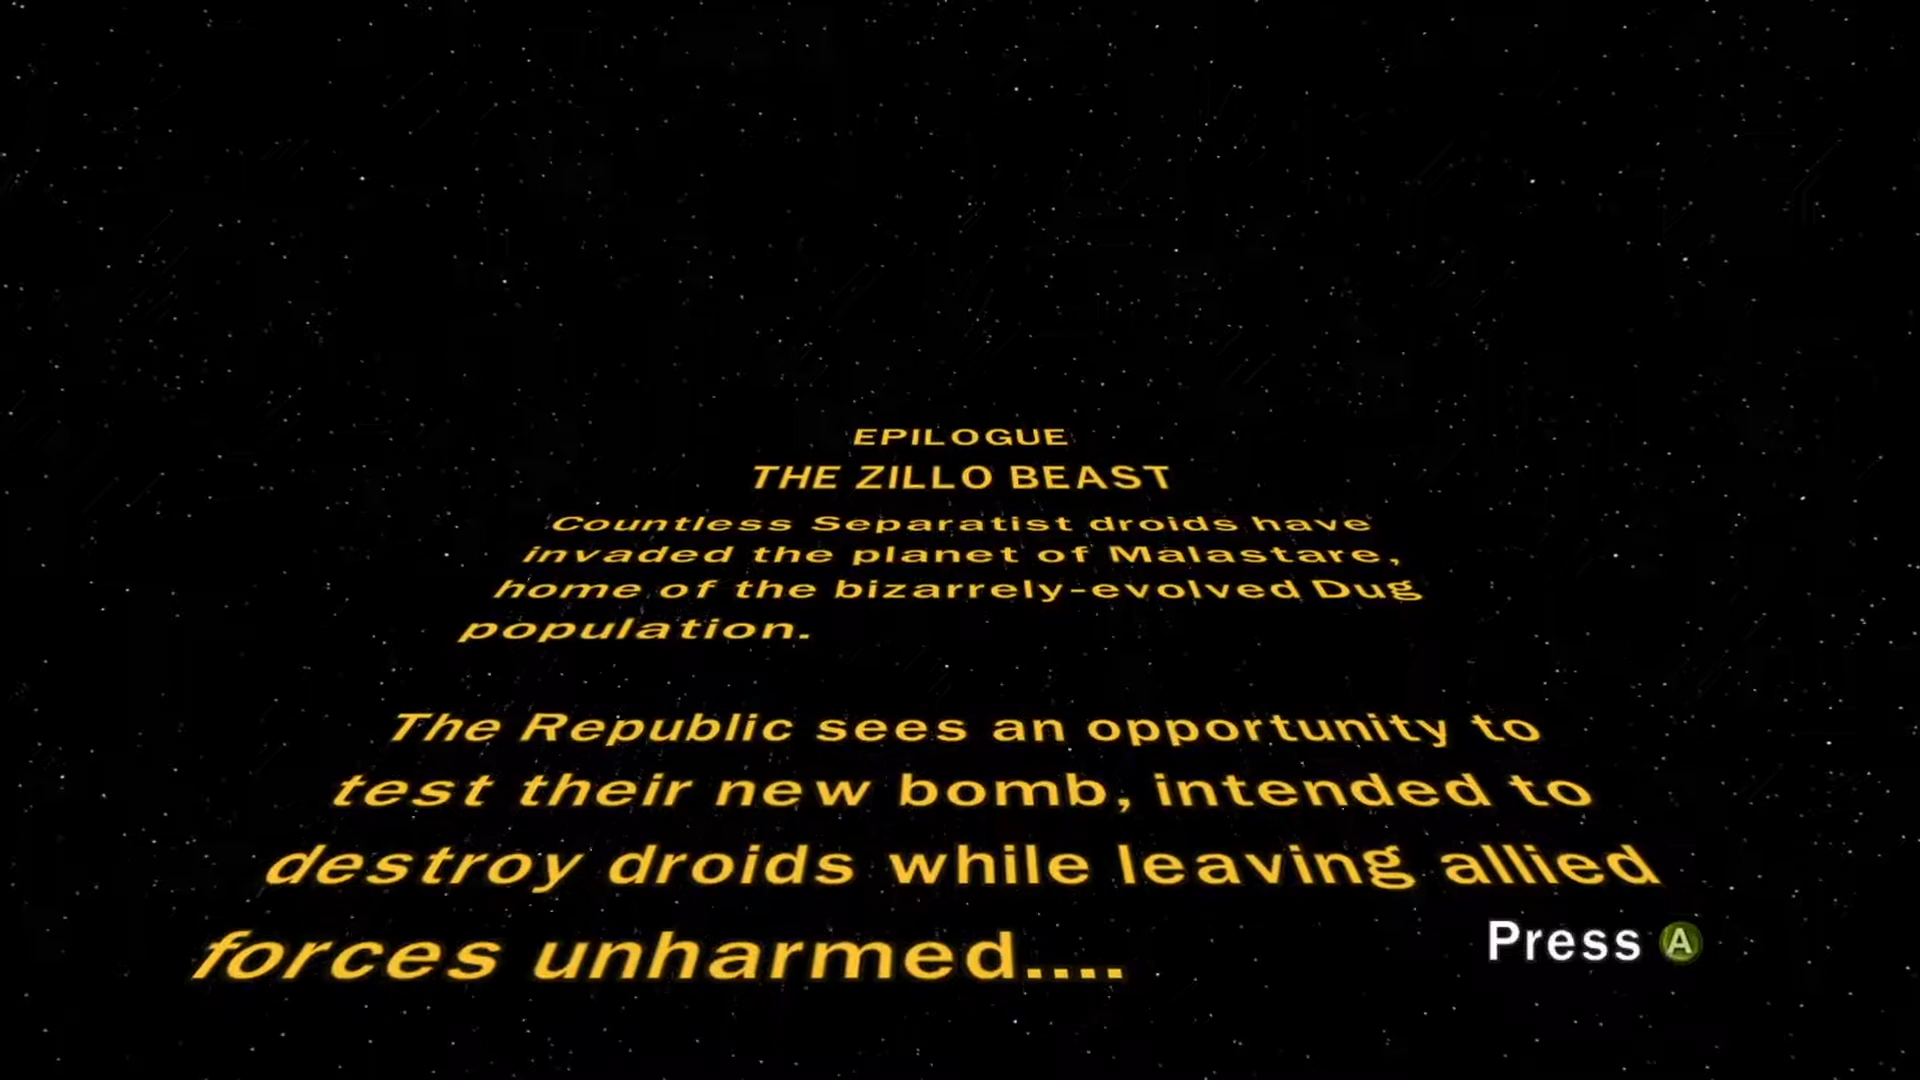 EPILOGUE
THE ZILLO BEAST
Countless Separatist droids have
invaded the planet of Malastare,
home of the bizarrely-evolved Dug
population.
The Republic sees an opportunity to
test their new bomb, intended to
destroy droids while leaving allied
forces unharmed....
Press A